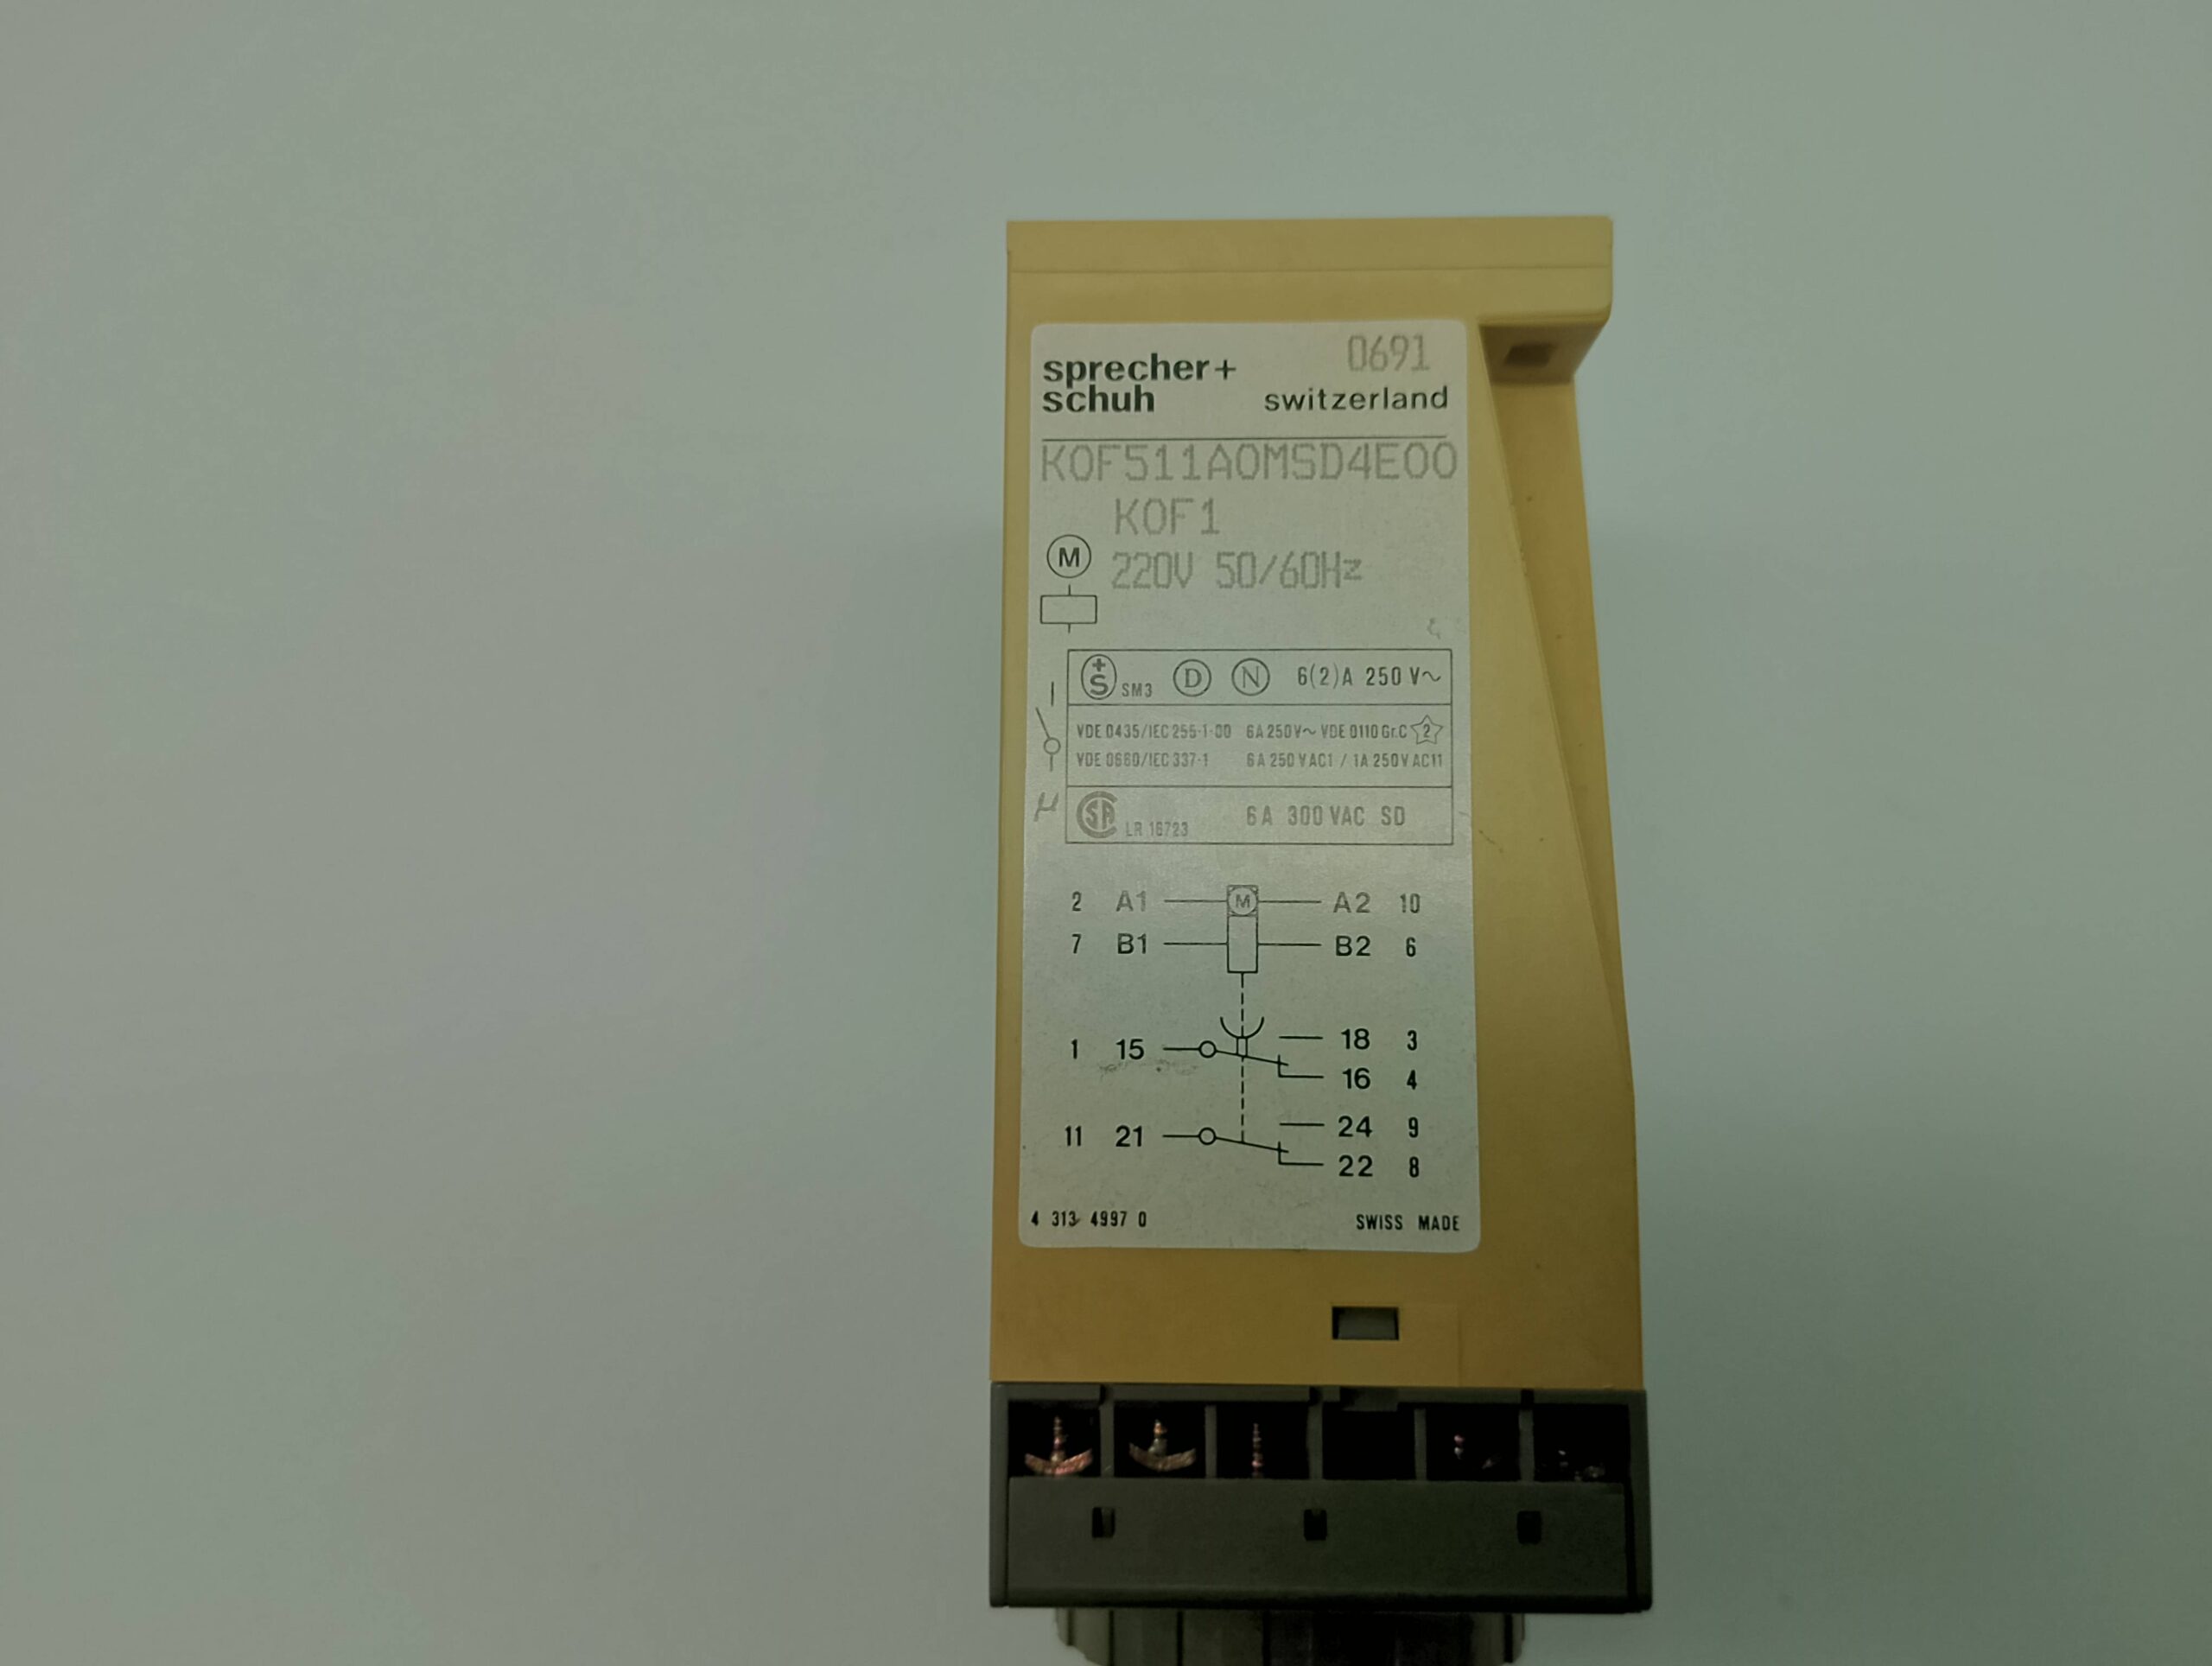 0691
sprecher+
schuh switzerland
KOF511A0MSD4E00
KOF1
M 220V 50/60Hz
+S SM3 D N 6(2)A 250 V~
VDE 0435/IEC 255-1-00 6A 250V~ VDE 0110 Gr.C 2
VDE 0660/IEC 337-1 6A 250V AC1 / 1A 250V AC11
µ
SA LR 16723 6A 300 VAC SD
2 A1 M A2 10
7 B1 B2 6
1 15 18 3
16 4
11 21 24 9
22 8
4 313 4997 0 SWISS MADE